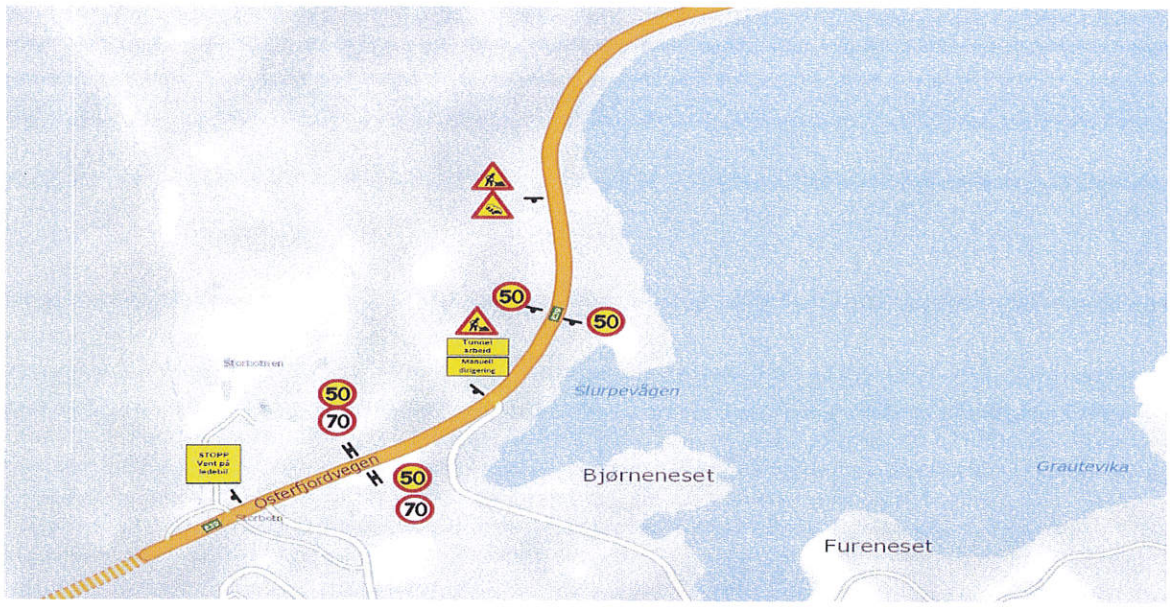 50
50
E39
Tunnel
arbeid
Manuell
dirigering
Storbotnen
Slurpevågen
50
70
STOPP
Vent på
ledebil
Osterfjordvegen
50
70
Bjørneneset
Grautevika
E39
Storbotn
Fureneset